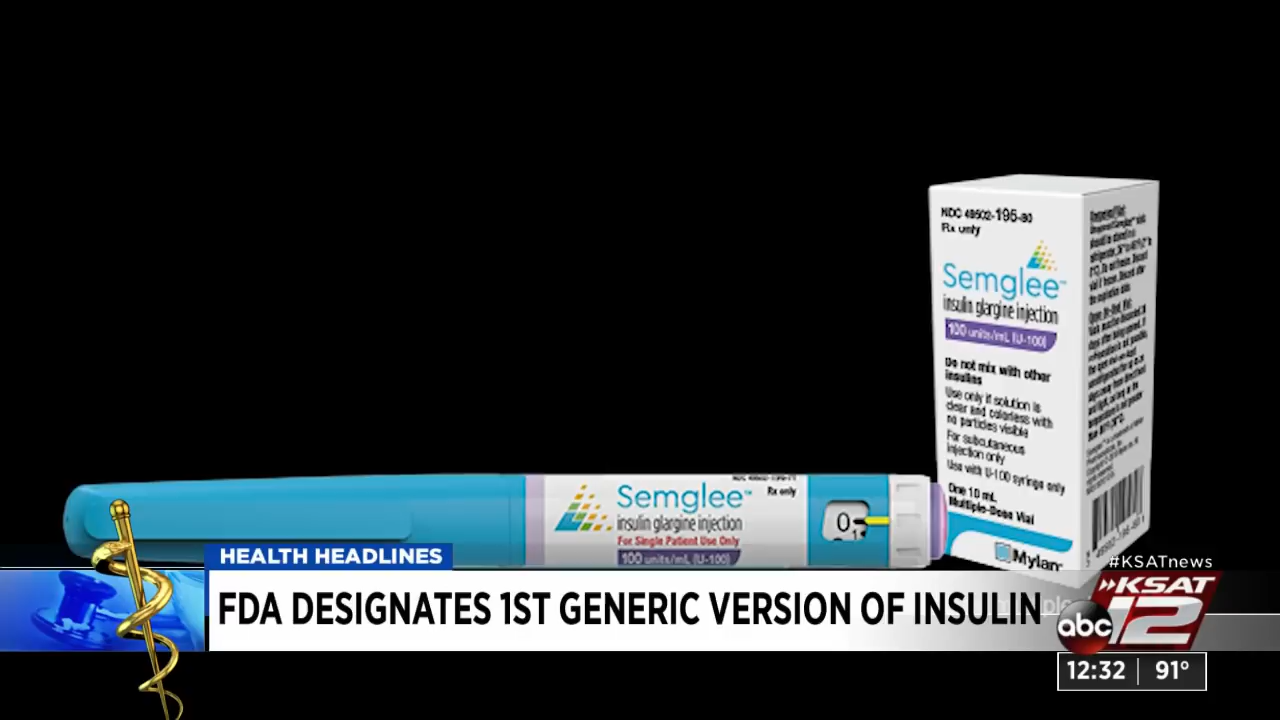 NDC 49502-195-80
Rx only
Semglee™
insulin glargine injection
100 units/mL (U-100)
Do not mix with other
insulins
Use only if solution is
clear and colorless with
no particles visible
For subcutaneous
injection only
Use with U-100 syringes only
One 10 mL
Multiple-Dose Vial
Mylan
Rx only
Semglee™
insulin glargine injection
For Single Patient Use Only
100 units/mL (U-100)
0
HEALTH HEADLINES
FDA DESIGNATES 1ST GENERIC VERSION OF INSULIN
#KSATnews
KSAT
abc 12
12:32 91°